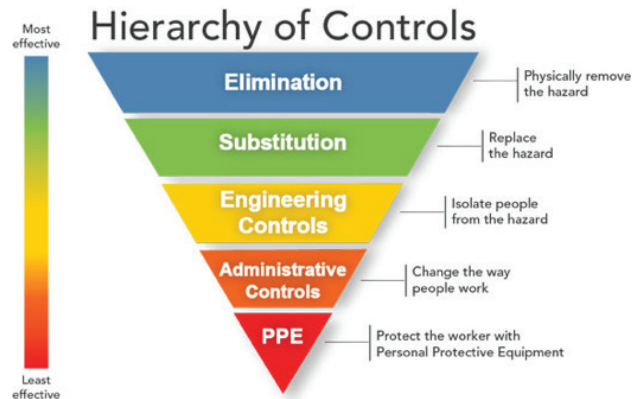 Hierarchy of Controls
Most
effective
Elimination
Physically remove
the hazard
Substitution
Replace
the hazard
Engineering
Controls
Isolate people
from the hazard
Administrative
Controls
Change the way
people work
PPE
Protect the worker with
Personal Protective Equipment
Least
effective